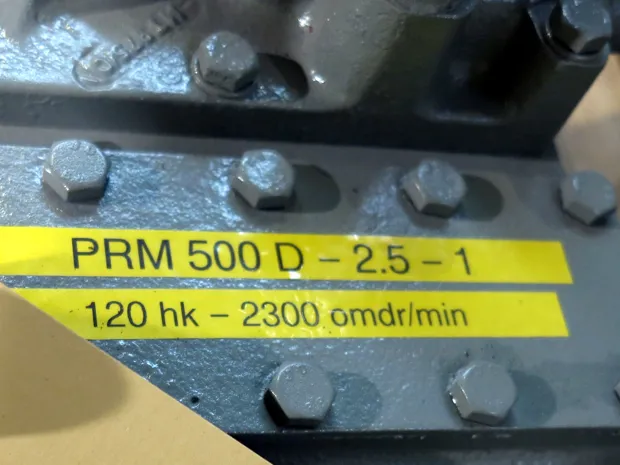 PRM 500 D – 2.5 – 1
120 hk – 2300 omdr/min